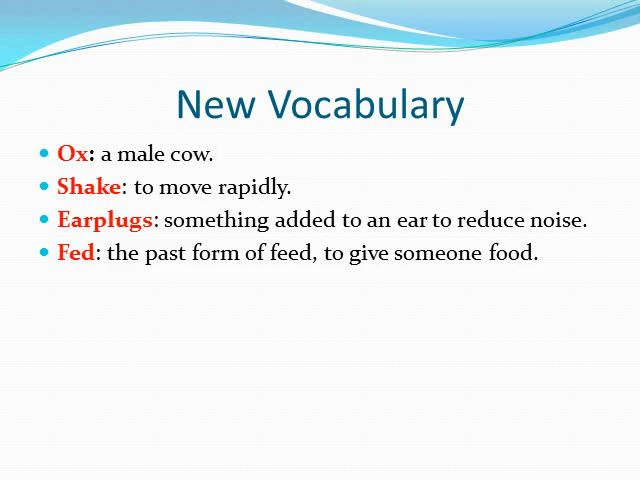 New Vocabulary
Ox: a male cow.
Shake: to move rapidly.
Earplugs: something added to an ear to reduce noise.
Fed: the past form of feed, to give someone food.